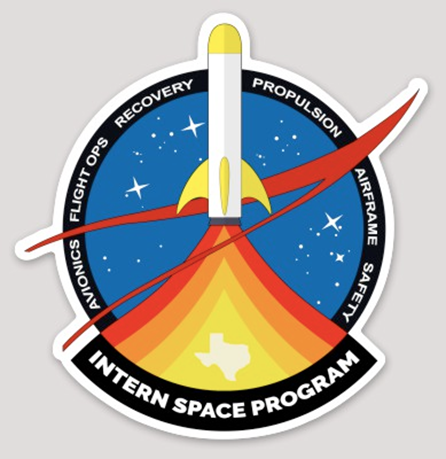 AVIONICS
FLIGHT OPS
RECOVERY
PROPULSION
AIRFRAME
SAFETY
INTERN SPACE PROGRAM